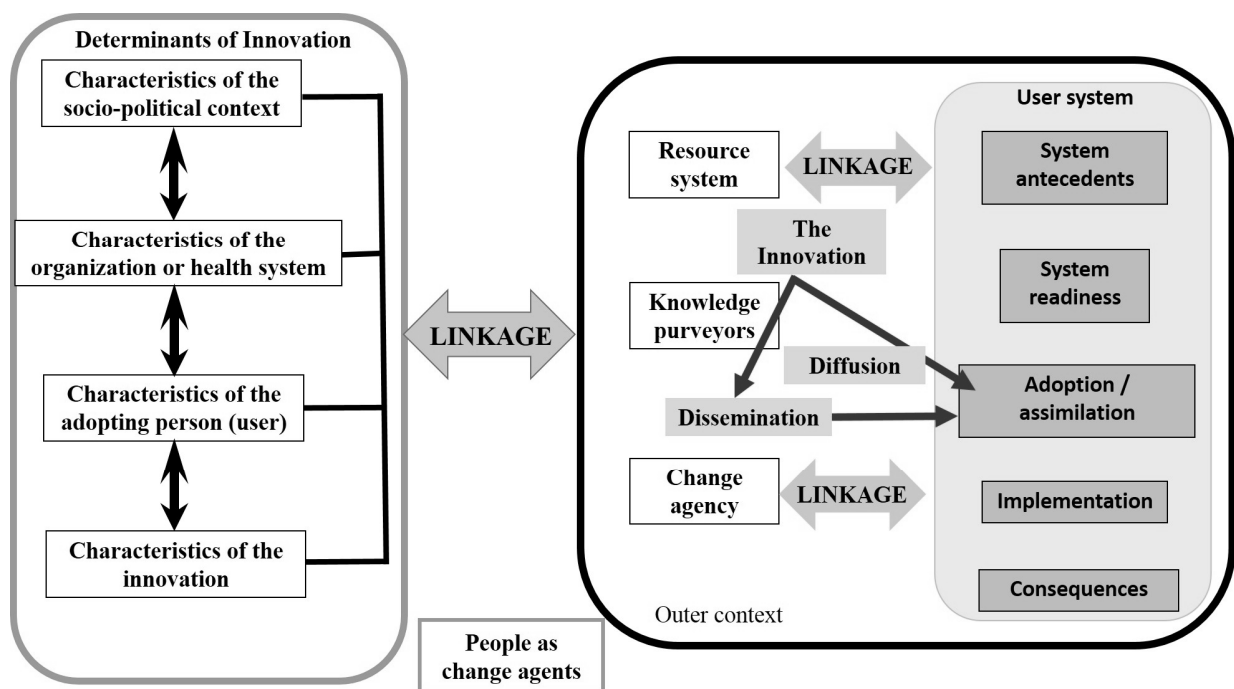 Determinants of Innovation
Characteristics of the
socio-political context
Characteristics of the
organization or health system
Characteristics of the
adopting person (user)
Characteristics of the
innovation
LINKAGE
People as
change agents
User system
Resource
system
LINKAGE
System
antecedents
The
Innovation
System
readiness
Knowledge
purveyors
Diffusion
Adoption /
assimilation
Dissemination
Change
agency
LINKAGE
Implementation
Consequences
Outer context